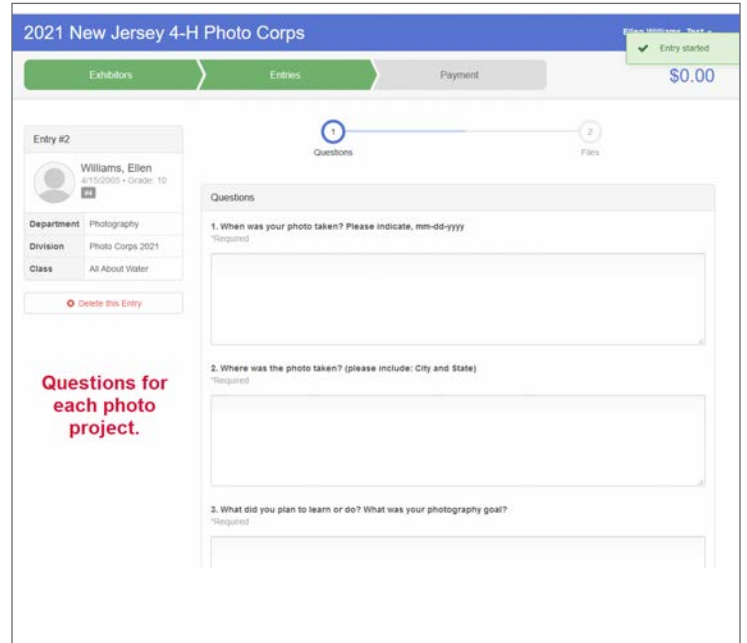 2021 New Jersey 4-H Photo Corps
Entry started
Exhibitors
Entries
Payment
$0.00
Entry #2
Williams, Ellen
4/15/2005 • Grade: 10
Department Photography
Division Photo Corps 2021
Class All About Water
Delete this Entry
Questions for
each photo
project.
1
Questions
2
Files
Questions
1. When was your photo taken? Please indicate, mm-dd-yyyy
*Required
2. Where was the photo taken? (please include: City and State)
*Required
3. What did you plan to learn or do? What was your photography goal?
*Required